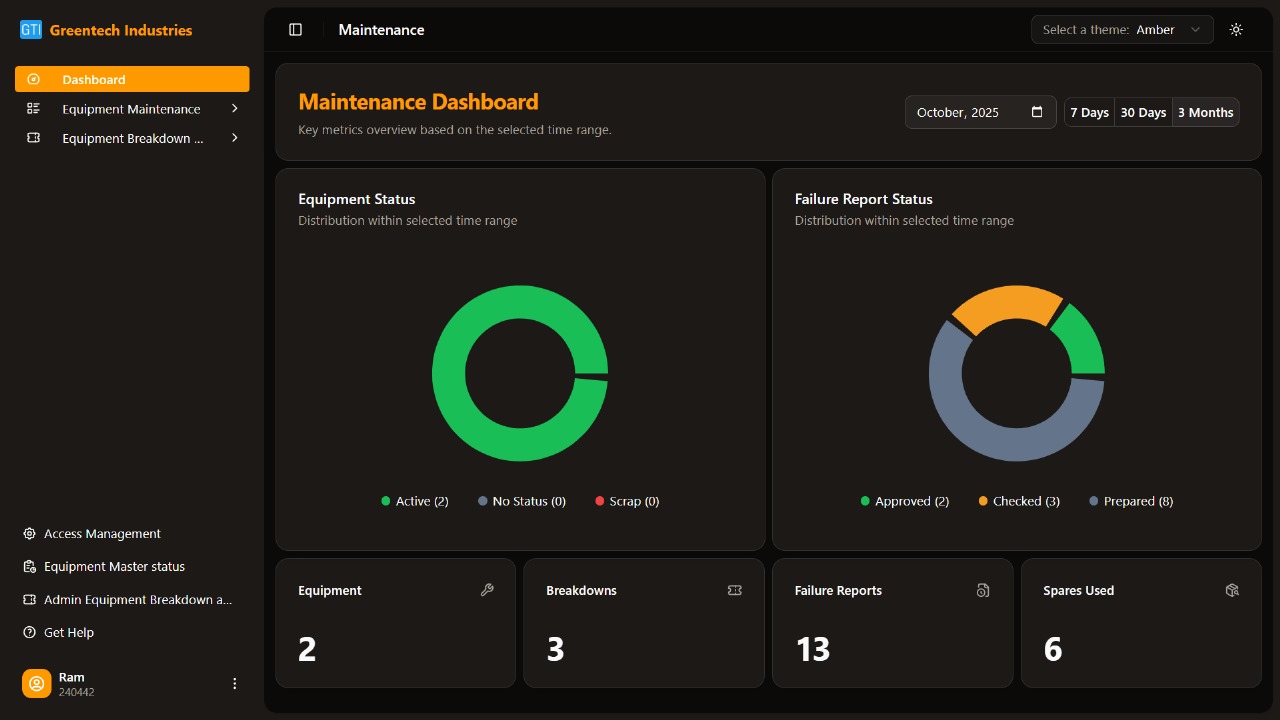 GTI Greentech Industries
Dashboard
Equipment Maintenance
Equipment Breakdown ...
Access Management
Equipment Master status
Admin Equipment Breakdown a...
Get Help
Ram
240442
Maintenance
Select a theme: Amber
Maintenance Dashboard
Key metrics overview based on the selected time range.
October, 2025
7 Days 30 Days 3 Months
Equipment Status
Distribution within selected time range
Active (2) No Status (0) Scrap (0)
Failure Report Status
Distribution within selected time range
Approved (2) Checked (3) Prepared (8)
Equipment
2
Breakdowns
3
Failure Reports
13
Spares Used
6